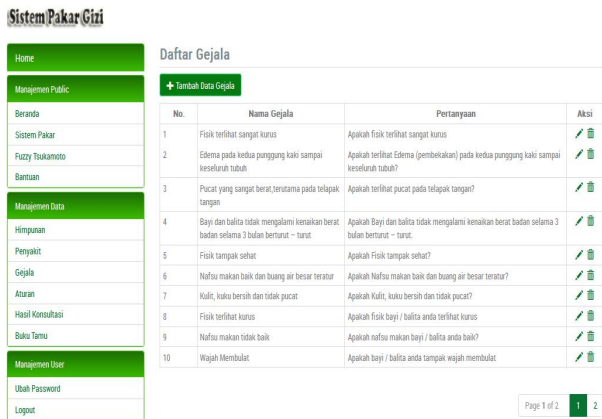 Sistem Pakar Gizi
Home
Manajemen Public
Beranda
Sistem Pakar
Fuzzy Tsukamoto
Bantuan
Manajemen Data
Himpunan
Penyakit
Gejala
Aturan
Hasil Konsultasi
Buku Tamu
Manajemen User
Ubah Password
Logout
Daftar Gejala
+ Tambah Data Gejala
No. Nama Gejala Pertanyaan Aksi
1 Fisik terlihat sangat kurus Apakah fisik terlihat sangat kurus
2 Edema pada kedua punggung kaki sampai Apakah terlihat Edema (pembekakan) pada kedua punggung kaki sampai
keseluruh tubuh keseluruh tubuh?
3 Pucat yang sangat berat,terutama pada telapak Apakah terlihat pucat pada telapak tangan?
tangan
4 Bayi dan balita tidak mengalami kenaikan berat Apakah Bayi dan balita tidak mengalami kenaikan berat badan selama 3
badan selama 3 bulan berturut – turut bulan berturut – turut.
5 Fisik tampak sehat Apakah Fisik tampak sehat?
6 Nafsu makan baik dan buang air besar teratur Apakah Nafsu makan baik dan buang air besar teratur?
7 Kulit, kuku bersih dan tidak pucat Apakah Kulit, kuku bersih dan tidak pucat?
8 Fisik terlihat kurus Apakah fisik bayi / balita anda terlihat kurus
9 Nafsu makan tidak baik Apakah nafsu makan bayi / balita anda baik?
10 Wajah Membulat Apakah bayi / balita anda tampak wajah membulat
Page 1 of 2 1 2